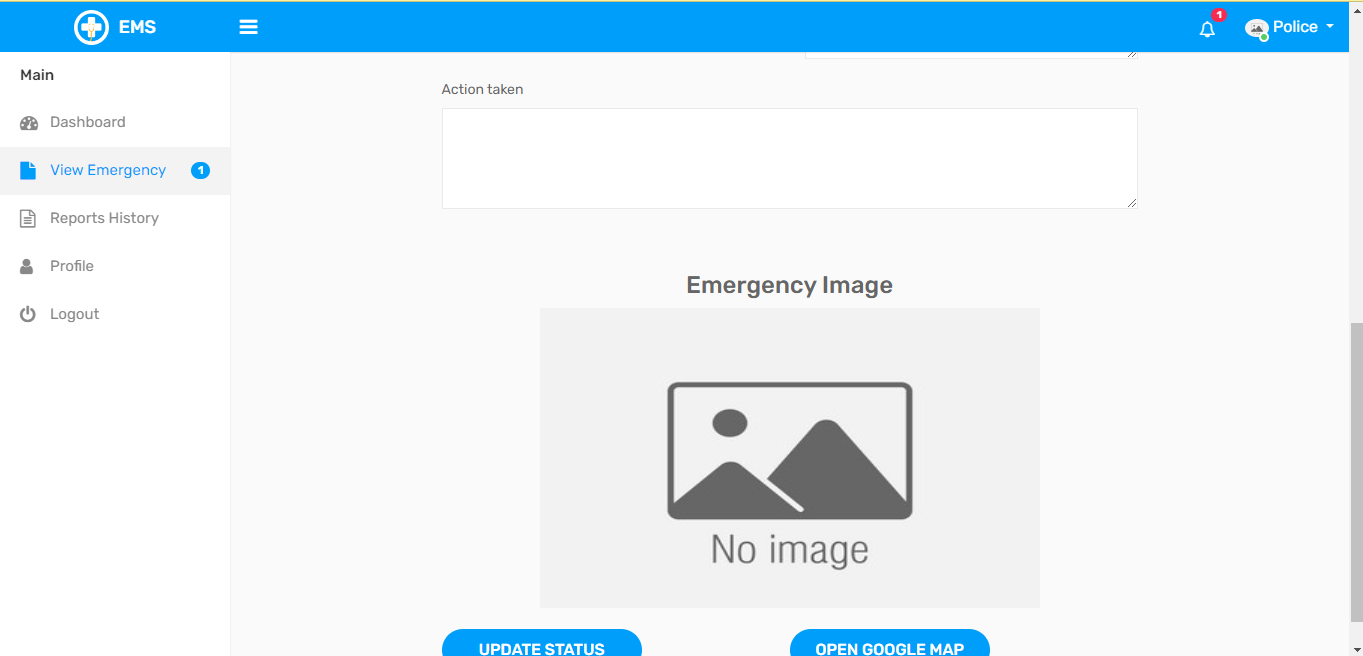 EMS
1
Police
Main
Dashboard
View Emergency 1
Reports History
Profile
Logout
Action taken
Emergency Image
No image
UPDATE STATUS
OPEN GOOGLE MAP